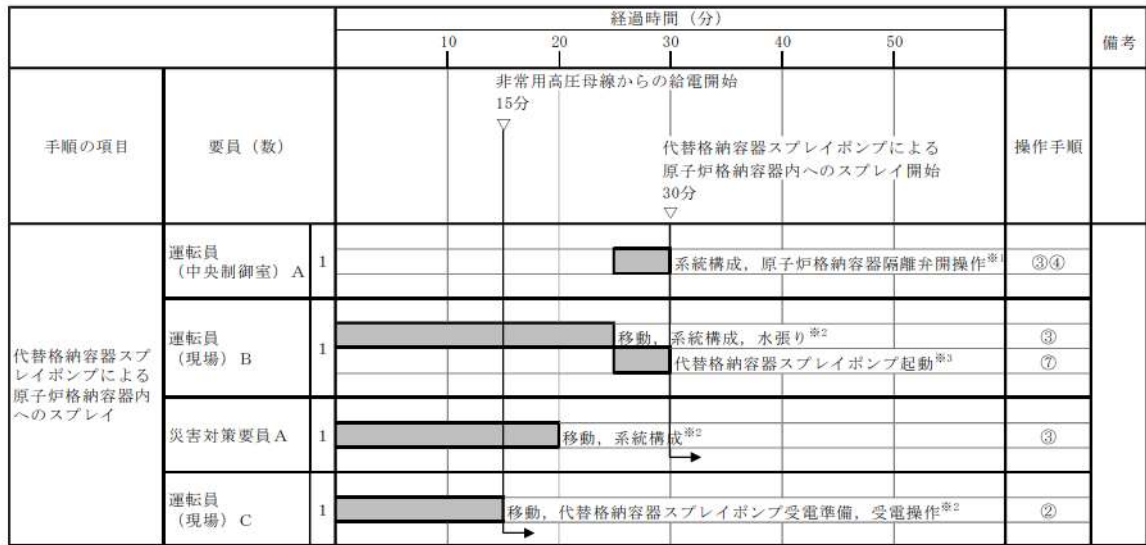 経過時間（分）
備考
10 20 30 40 50
手順の項目
要員（数）
操作手順
非常用高圧母線からの給電開始
15分
▽
代替格納容器スプレイポンプによる
原子炉格納容器内へのスプレイ開始
30分
▽
代替格納容器スプ
レイポンプによる
原子炉格納容器内
へのスプレイ
運転員
（中央制御室）A
1
系統構成，原子炉格納容器隔離弁開操作※1
③④
運転員
（現場）B
1
移動，系統構成，水張り※2
③
代替格納容器スプレイポンプ起動※3
⑦
災害対策要員A
1
移動，系統構成※2
③
運転員
（現場）C
1
移動，代替格納容器スプレイポンプ受電準備，受電操作※2
②